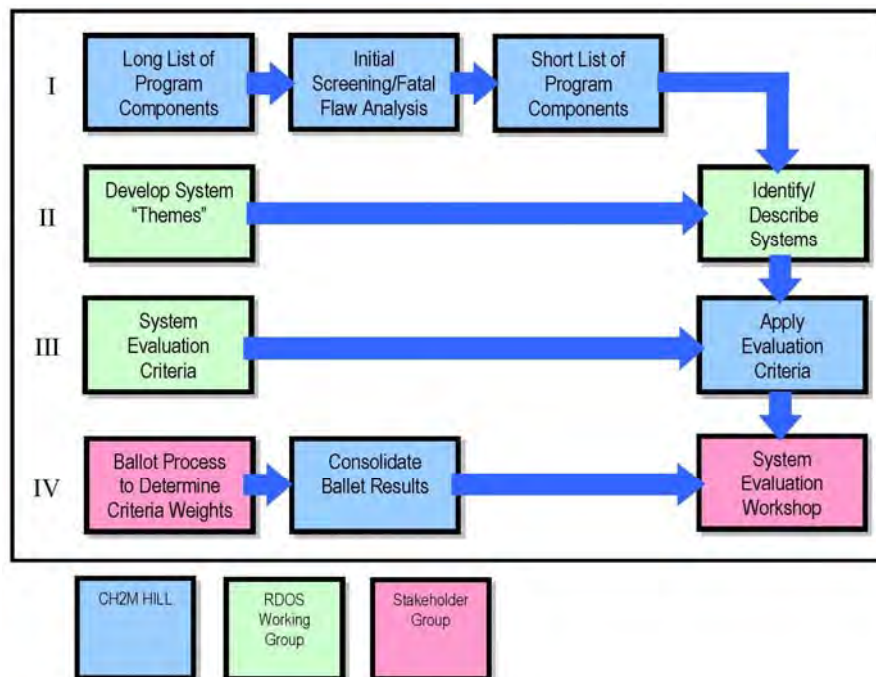 I
Long List of
Program
Components
Initial
Screening/Fatal
Flaw Analysis
Short List of
Program
Components
II
Develop System
"Themes"
Identify/
Describe
Systems
III
System
Evaluation
Criteria
Apply
Evaluation
Criteria
IV
Ballot Process
to Determine
Criteria Weights
Consolidate
Ballet Results
System
Evaluation
Workshop
CH2M HILL
RDOS
Working
Group
Stakeholder
Group